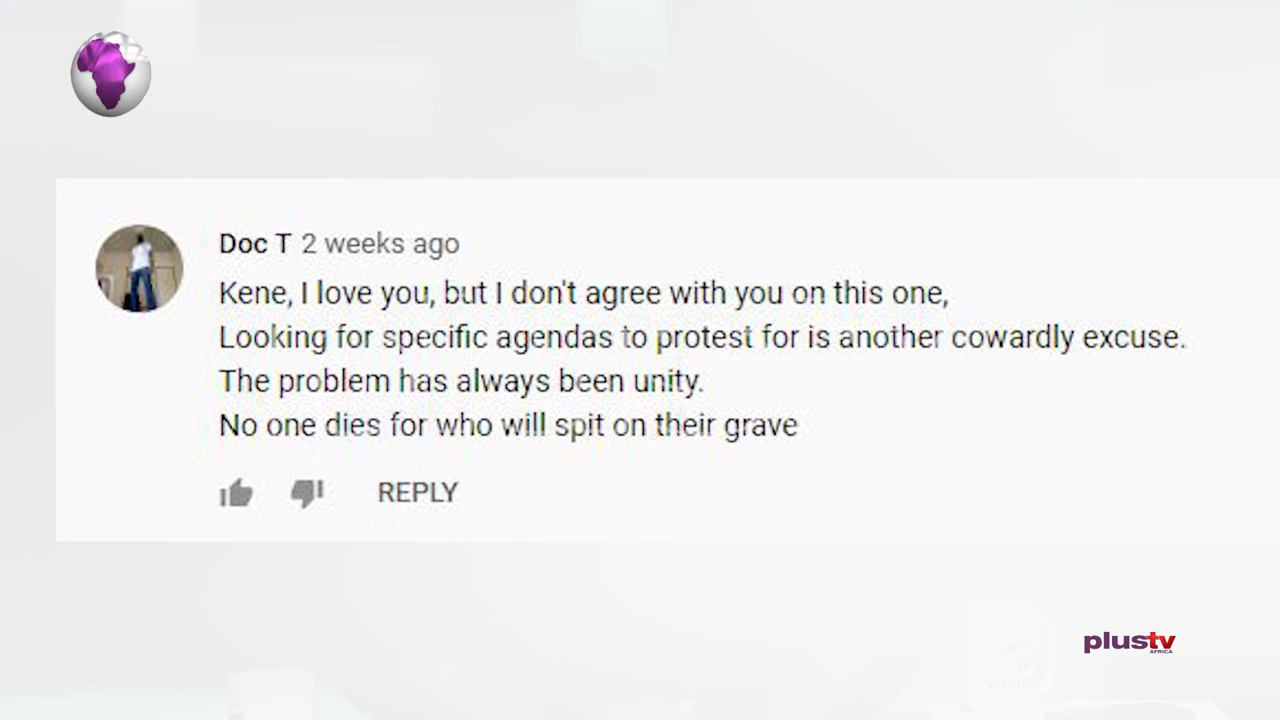 Doc T 2 weeks ago
Kene, I love you, but I don't agree with you on this one,
Looking for specific agendas to protest for is another cowardly excuse.
The problem has always been unity.
No one dies for who will spit on their grave
REPLY
plustv
AFRICA